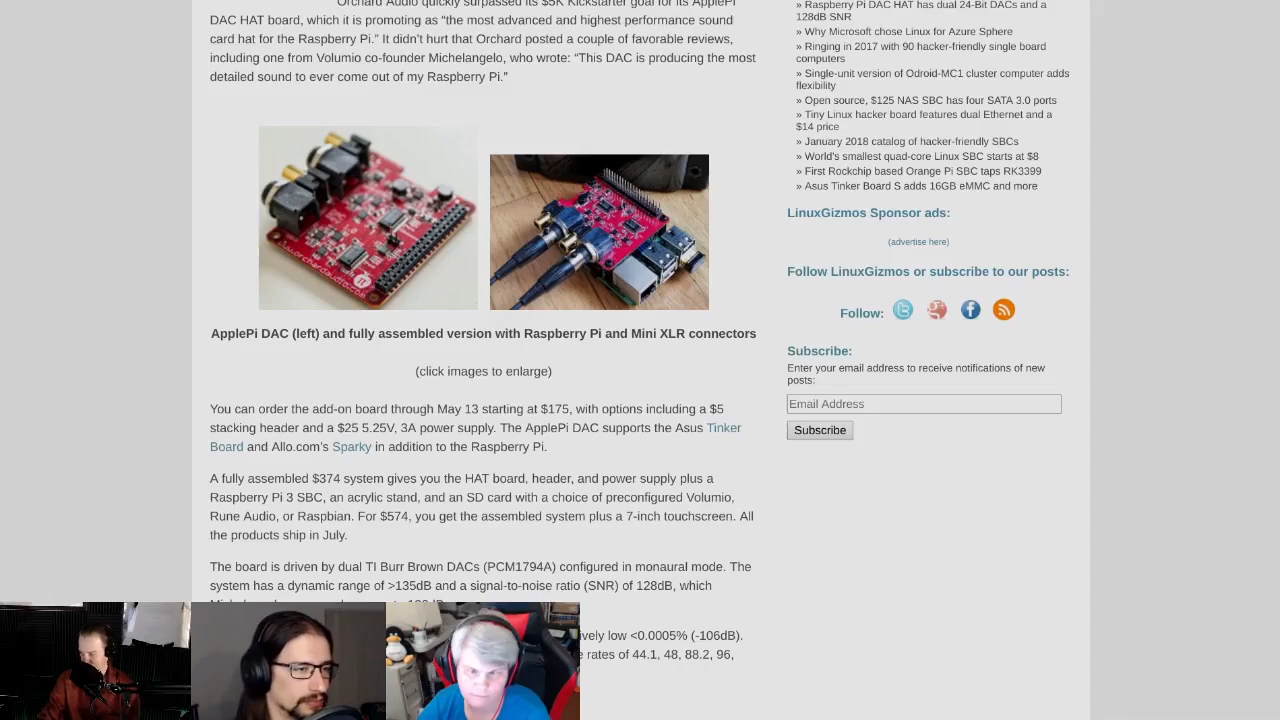 Orchard Audio quickly surpassed its $5K Kickstarter goal for its ApplePi
DAC HAT board, which it is promoting as “the most advanced and highest performance sound
card hat for the Raspberry Pi.” It didn’t hurt that Orchard posted a couple of favorable reviews,
including one from Volumio co-founder Michelangelo, who wrote: “This DAC is producing the most
detailed sound to ever come out of my Raspberry Pi.”
ApplePi DAC (left) and fully assembled version with Raspberry Pi and Mini XLR connectors
(click images to enlarge)
You can order the add-on board through May 13 starting at $175, with options including a $5
stacking header and a $25 5.25V, 3A power supply. The ApplePi DAC supports the Asus Tinker
Board and Allo.com’s Sparky in addition to the Raspberry Pi.
A fully assembled $374 system gives you the HAT board, header, and power supply plus a
Raspberry Pi 3 SBC, an acrylic stand, and an SD card with a choice of preconfigured Volumio,
Rune Audio, or Raspbian. For $574, you get the assembled system plus a 7-inch touchscreen. All
the products ship in July.
The board is driven by dual TI Burr Brown DACs (PCM1794A) configured in monaural mode. The
system has a dynamic range of >135dB and a signal-to-noise ratio (SNR) of 128dB, which
ively low <0.0005% (-106dB).
e rates of 44.1, 48, 88.2, 96,
» Raspberry Pi DAC HAT has dual 24-Bit DACs and a
128dB SNR
» Why Microsoft chose Linux for Azure Sphere
» Ringing in 2017 with 90 hacker-friendly single board
computers
» Single-unit version of Odroid-MC1 cluster computer adds
flexibility
» Open source, $125 NAS SBC has four SATA 3.0 ports
» Tiny Linux hacker board features dual Ethernet and a
$14 price
» January 2018 catalog of hacker-friendly SBCs
» World's smallest quad-core Linux SBC starts at $8
» First Rockchip based Orange Pi SBC taps RK3399
» Asus Tinker Board S adds 16GB eMMC and more
LinuxGizmos Sponsor ads:
(advertise here)
Follow LinuxGizmos or subscribe to our posts:
Follow:
Subscribe:
Enter your email address to receive notifications of new
posts:
Email Address
Subscribe